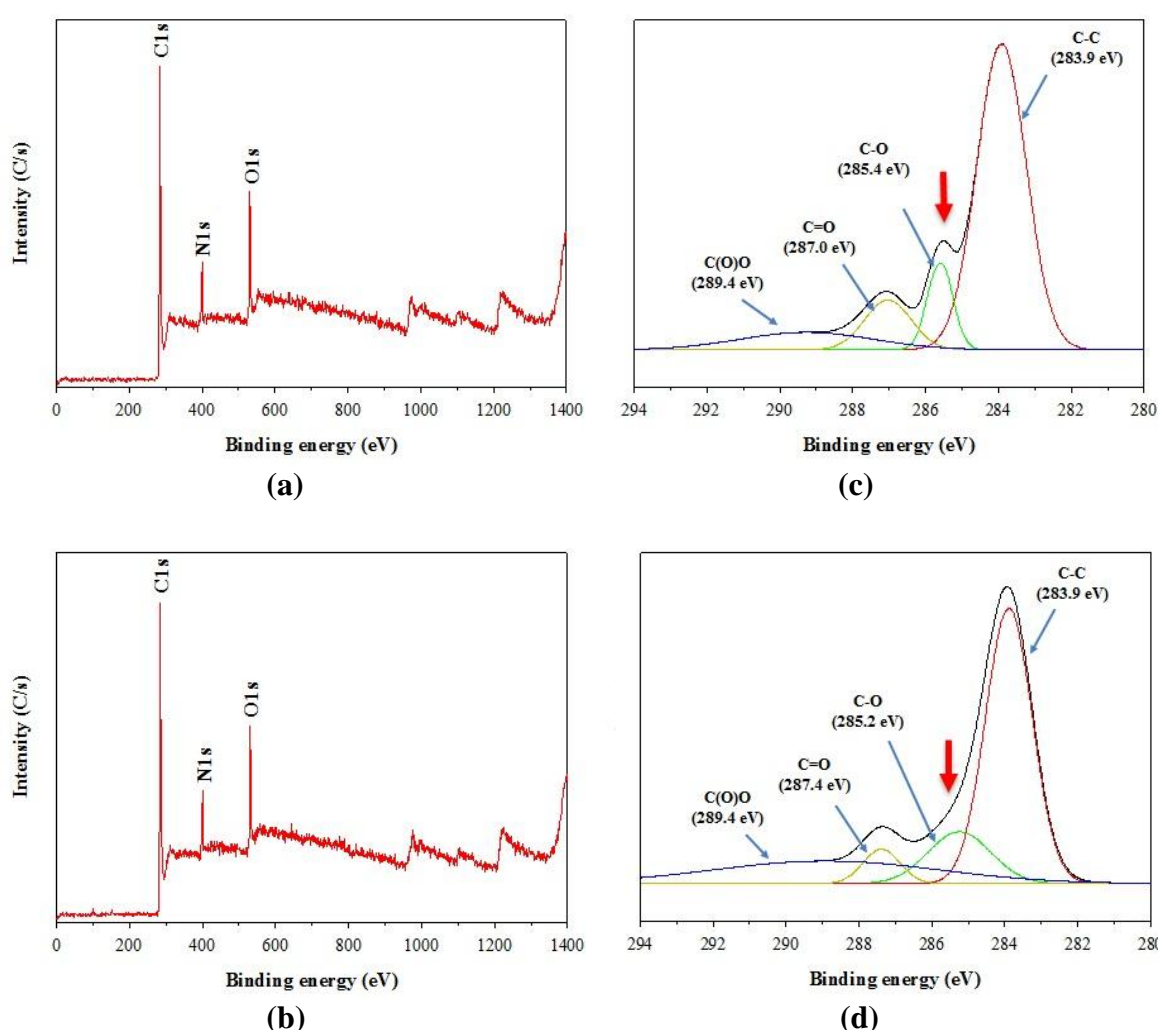 C1s
N1s
O1s
Intensity (C/s)
0 200 400 600 800 1000 1200 1400
Binding energy (eV)
(a)
C-C
(283.9 eV)
C-O
(285.4 eV)
C=O
(287.0 eV)
C(O)O
(289.4 eV)
Intensity (C/s)
294 292 290 288 286 284 282 280
Binding energy (eV)
(c)
C1s
N1s
O1s
Intensity (C/s)
0 200 400 600 800 1000 1200 1400
Binding energy (eV)
(b)
C-C
(283.9 eV)
C-O
(285.2 eV)
C=O
(287.4 eV)
C(O)O
(289.4 eV)
Intensity (C/s)
294 292 290 288 286 284 282 280
Binding energy (eV)
(d)